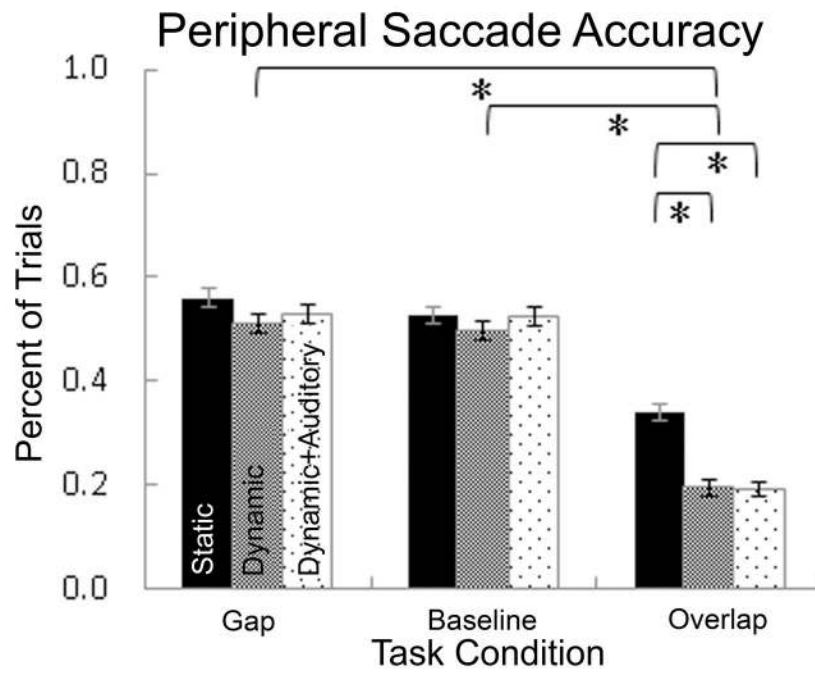 Peripheral Saccade Accuracy
1.0
0.8
0.6
0.4
0.2
0.0
Percent of Trials
*
*
*
*
Static
Dynamic
Dynamic+Auditory
Gap
Baseline
Overlap
Task Condition